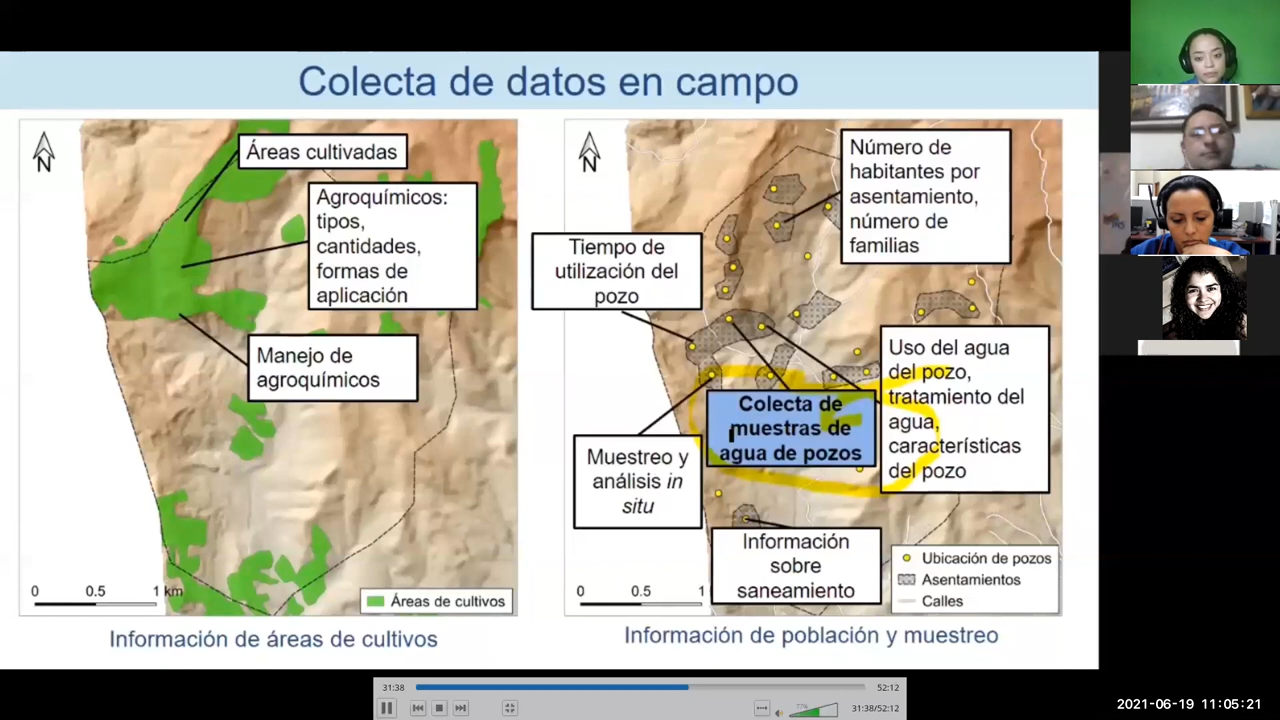 Colecta de datos en campo
N
Áreas cultivadas
Agroquímicos:
tipos,
cantidades,
formas de
aplicación
Manejo de
agroquímicos
0 0.5 1 km
Áreas de cultivos
Información de áreas de cultivos
N
Número de
habitantes por
asentamiento,
número de
familias
Tiempo de
utilización del
pozo
Uso del agua
del pozo,
tratamiento del
agua,
características
del pozo
Colecta de
muestras de
agua de pozos
Muestreo y
análisis in
situ
Información
sobre
saneamiento
0 0.5 1
Ubicación de pozos
Asentamientos
Calles
Información de población y muestreo
31:38
52:12
77%
31:38/52:12
2021-06-19 11:05:21